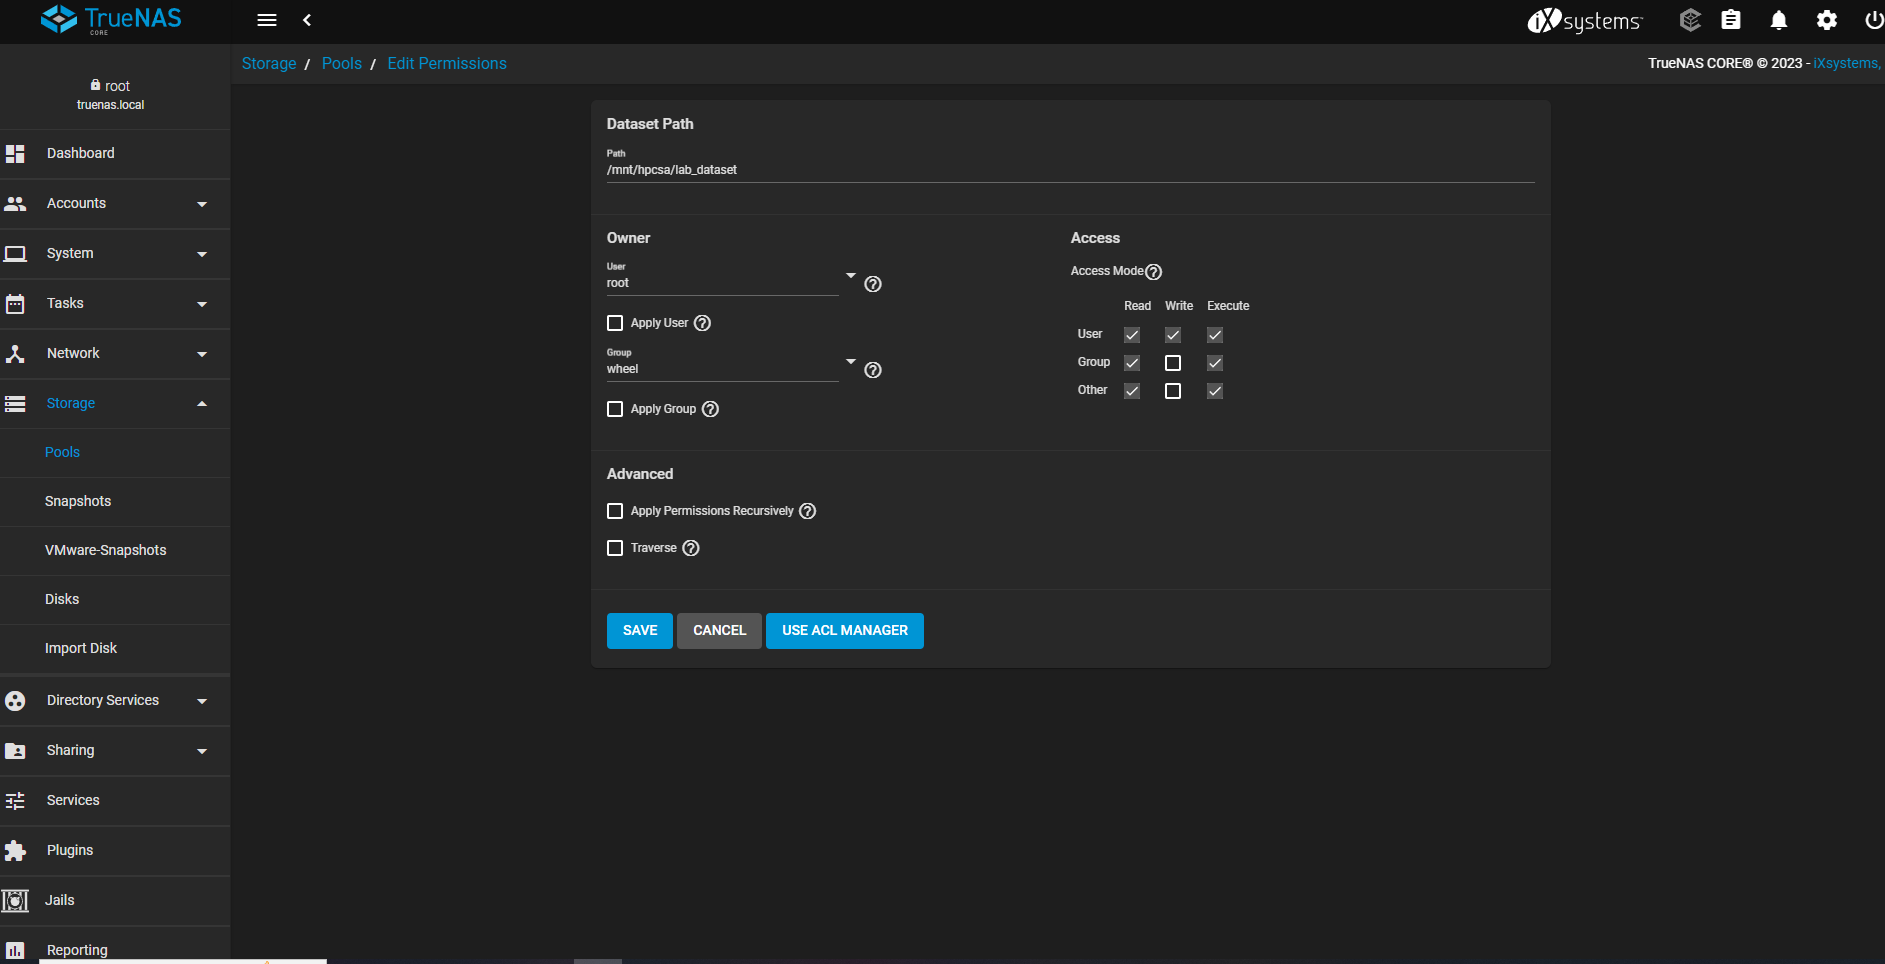 TrueNAS
CORE
iXsystems™
Storage / Pools / Edit Permissions
TrueNAS CORE® © 2023 - iXsystems,
root
truenas.local
Dashboard
Accounts
System
Tasks
Network
Storage
Pools
Snapshots
VMware-Snapshots
Disks
Import Disk
Directory Services
Sharing
Services
Plugins
Jails
Reporting
Dataset Path
Path
/mnt/hpcsa/lab_dataset
Owner
User
root
Apply User
Group
wheel
Apply Group
Access
Access Mode
Read Write Execute
User
Group
Other
Advanced
Apply Permissions Recursively
Traverse
SAVE CANCEL USE ACL MANAGER